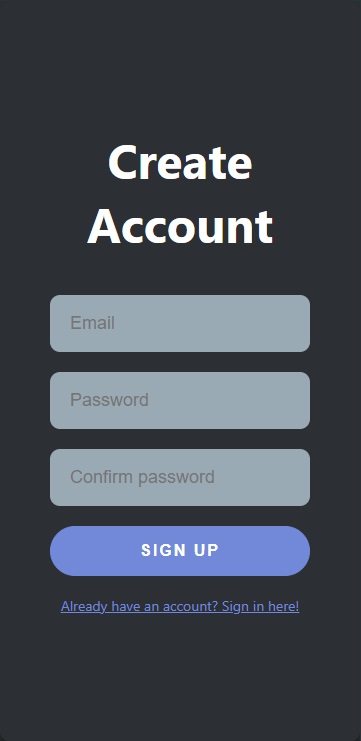 Create
Account
Email
Password
Confirm password
SIGN UP
Already have an account? Sign in here!